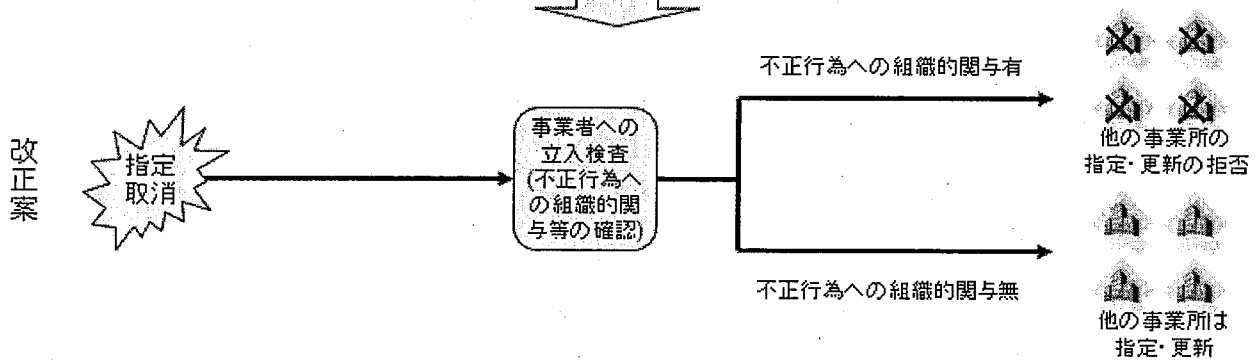 改正案
指定
取消
事業者への
立入検査
(不正行為へ
の組織的関
与等の確認)
不正行為への組織的関与有
他の事業所の
指定・更新の拒否
不正行為への組織的関与無
他の事業所は
指定・更新